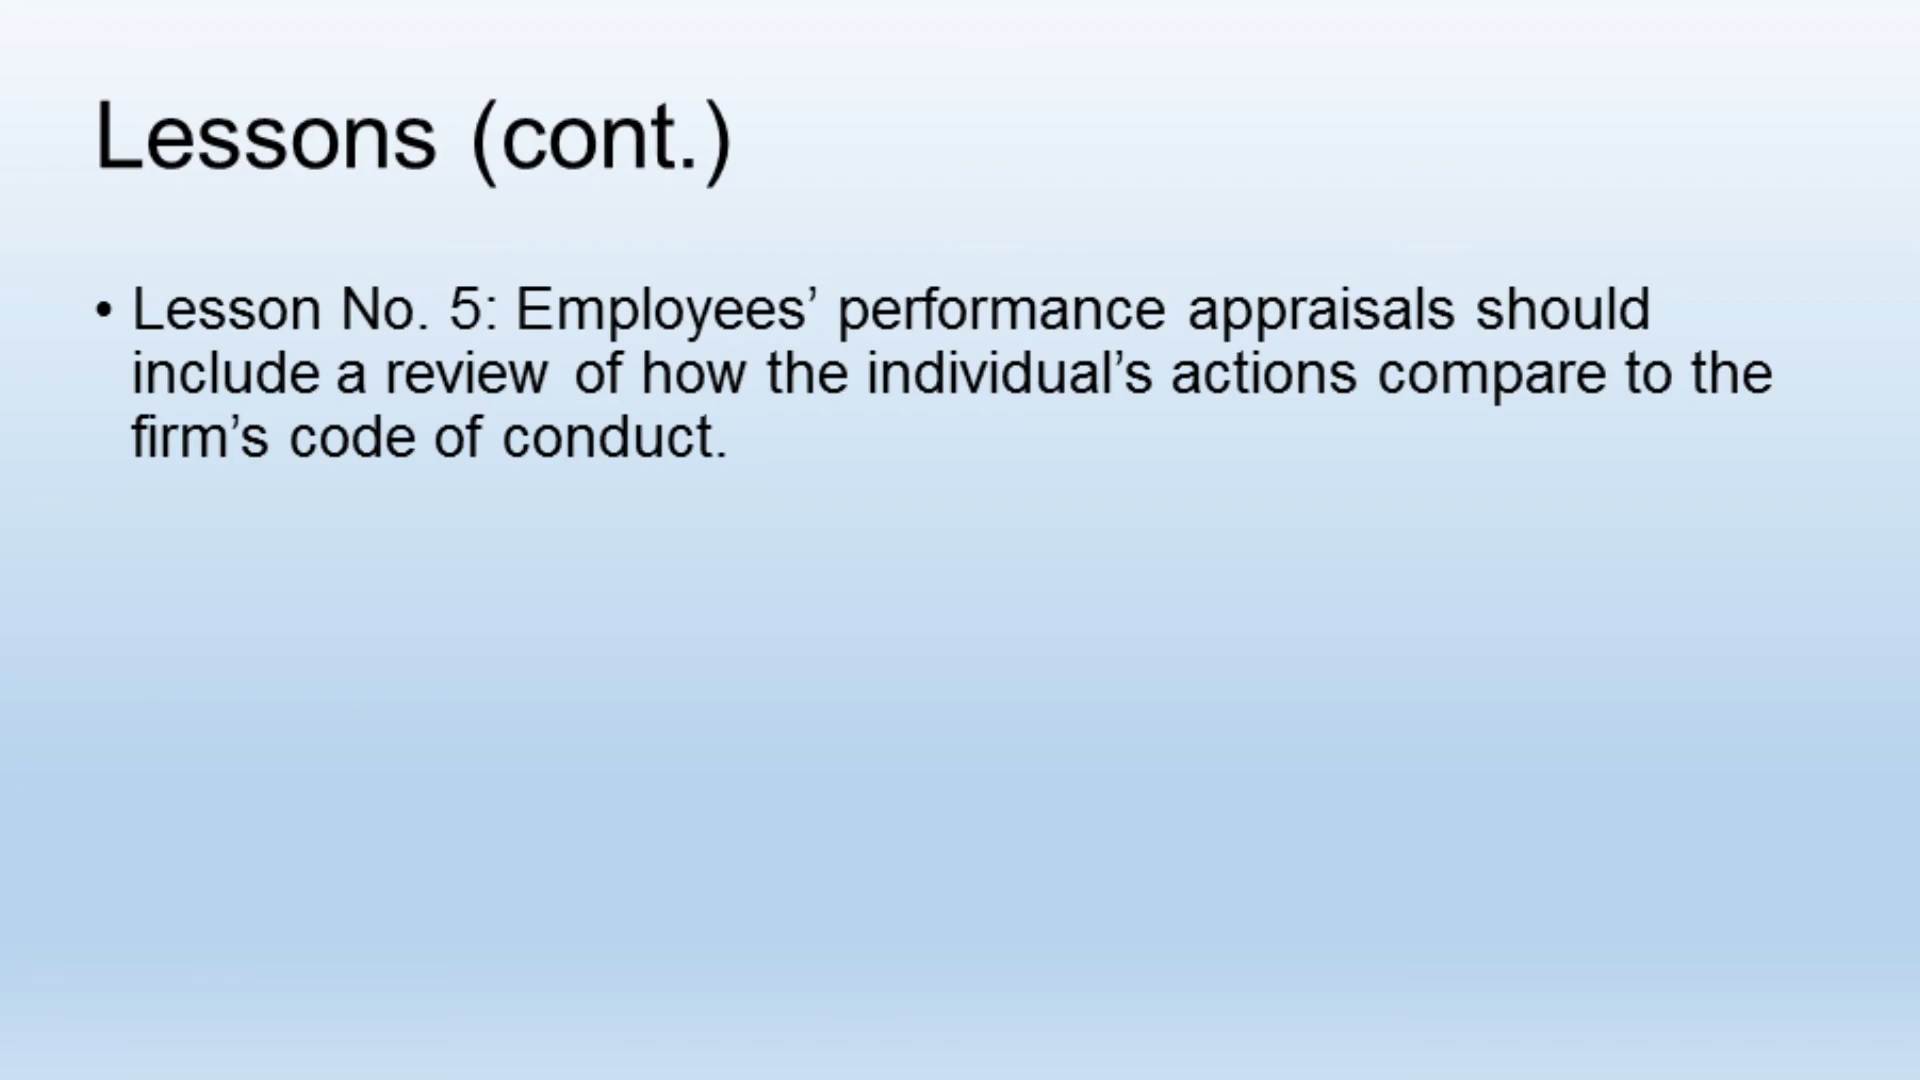 Lessons (cont.)
• Lesson No. 5: Employees’ performance appraisals should
include a review of how the individual’s actions compare to the
firm’s code of conduct.